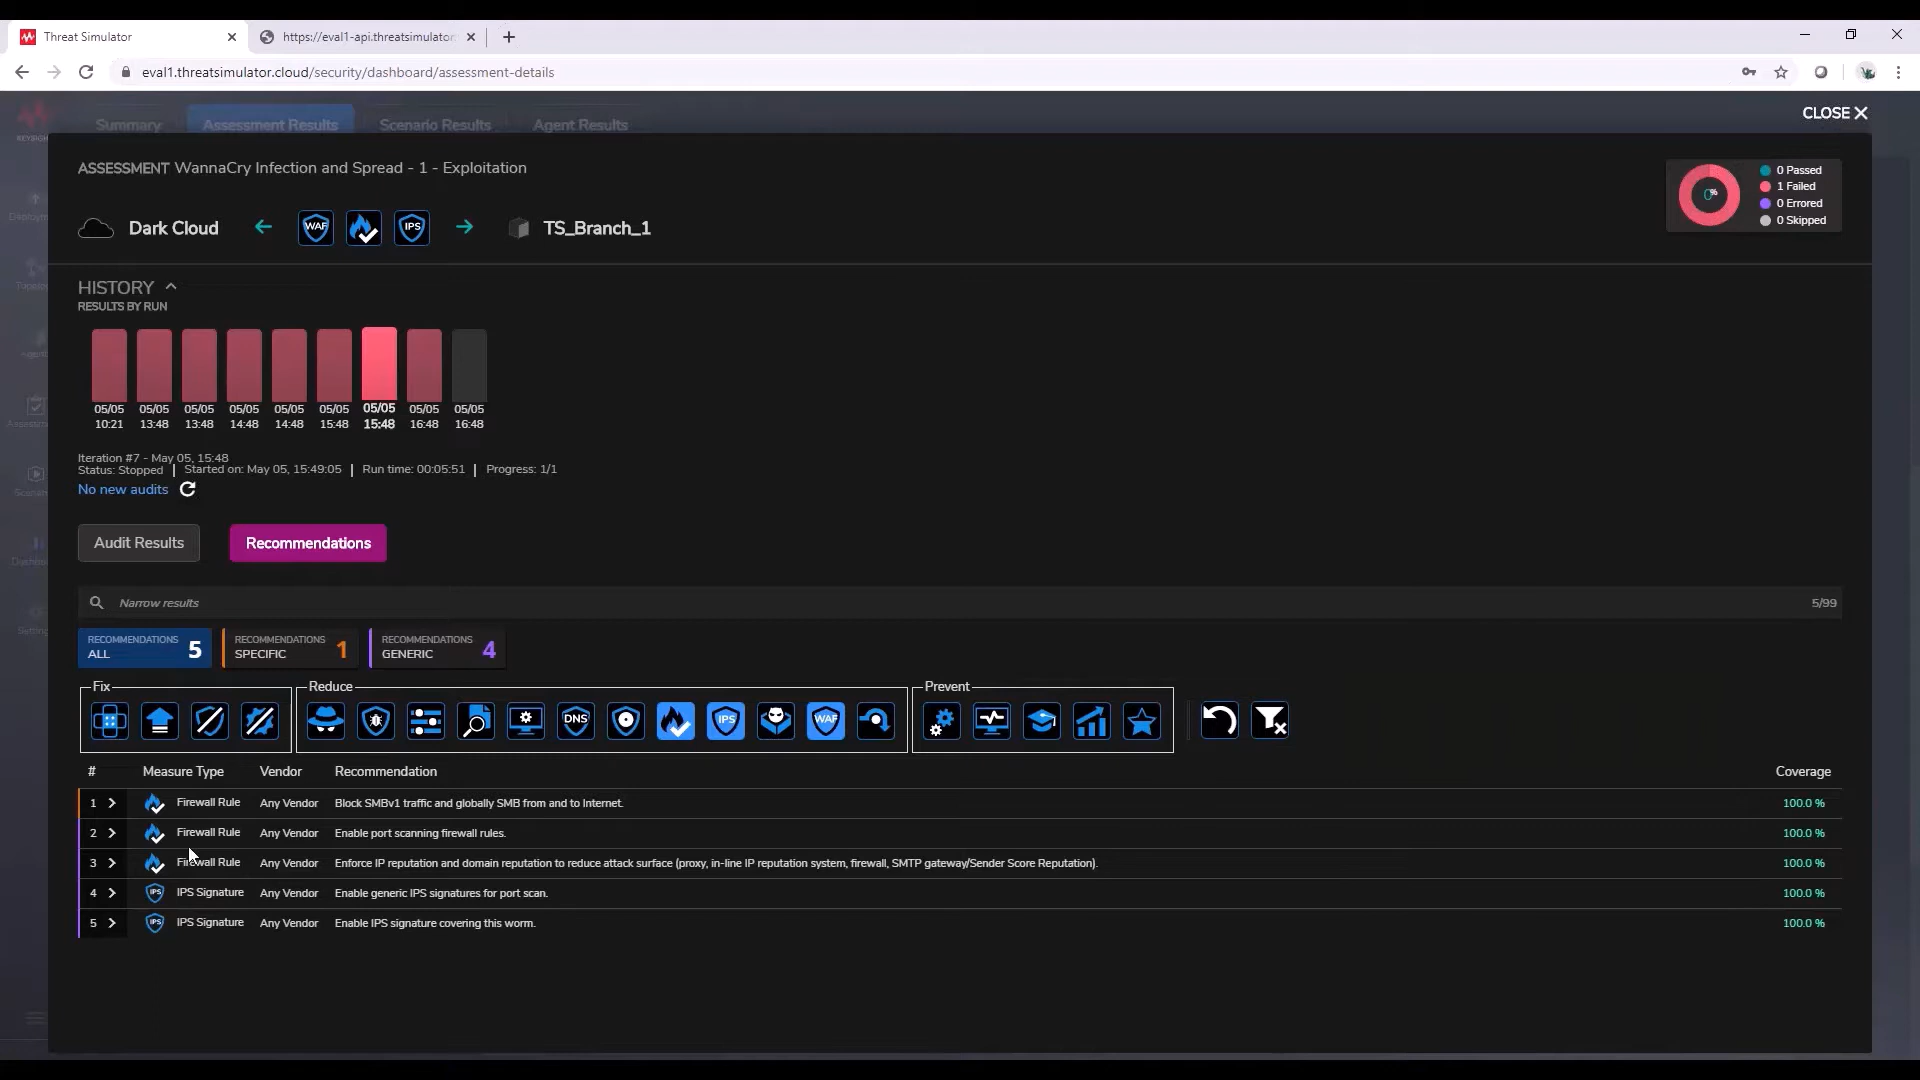 Threat Simulator
https://eval1-api.threatsimulator
eval1.threatsimulator.cloud/security/dashboard/assessment-details
Summary
Assessment Results
Scenario Results
Agent Results
CLOSE
ASSESSMENT WannaCry Infection and Spread - 1 - Exploitation
Dark Cloud
WAF
IPS
TS_Branch_1
0%
0 Passed
1 Failed
0 Errored
0 Skipped
HISTORY
RESULTS BY RUN
05/05 05/05 05/05 05/05 05/05 05/05 05/05 05/05 05/05
10:21 13:48 13:48 14:48 14:48 15:48 15:48 16:48 16:48
Iteration #7 - May 05, 15:48
Status: Stopped | Started on: May 05, 15:49:05 | Run time: 00:05:51 | Progress: 1/1
No new audits
Audit Results
Recommendations
Narrow results
5/99
RECOMMENDATIONS
ALL
5
RECOMMENDATIONS
SPECIFIC
1
RECOMMENDATIONS
GENERIC
4
Fix
Reduce
Prevent
DNS
IPS
WAF
# Measure Type Vendor Recommendation Coverage
1 Firewall Rule Any Vendor Block SMBv1 traffic and globally SMB from and to Internet. 100.0 %
2 Firewall Rule Any Vendor Enable port scanning firewall rules. 100.0 %
3 Firewall Rule Any Vendor Enforce IP reputation and domain reputation to reduce attack surface (proxy, in-line IP reputation system, firewall, SMTP gateway/Sender Score Reputation). 100.0 %
4 IPS IPS Signature Any Vendor Enable generic IPS signatures for port scan. 100.0 %
5 IPS IPS Signature Any Vendor Enable IPS signature covering this worm. 100.0 %